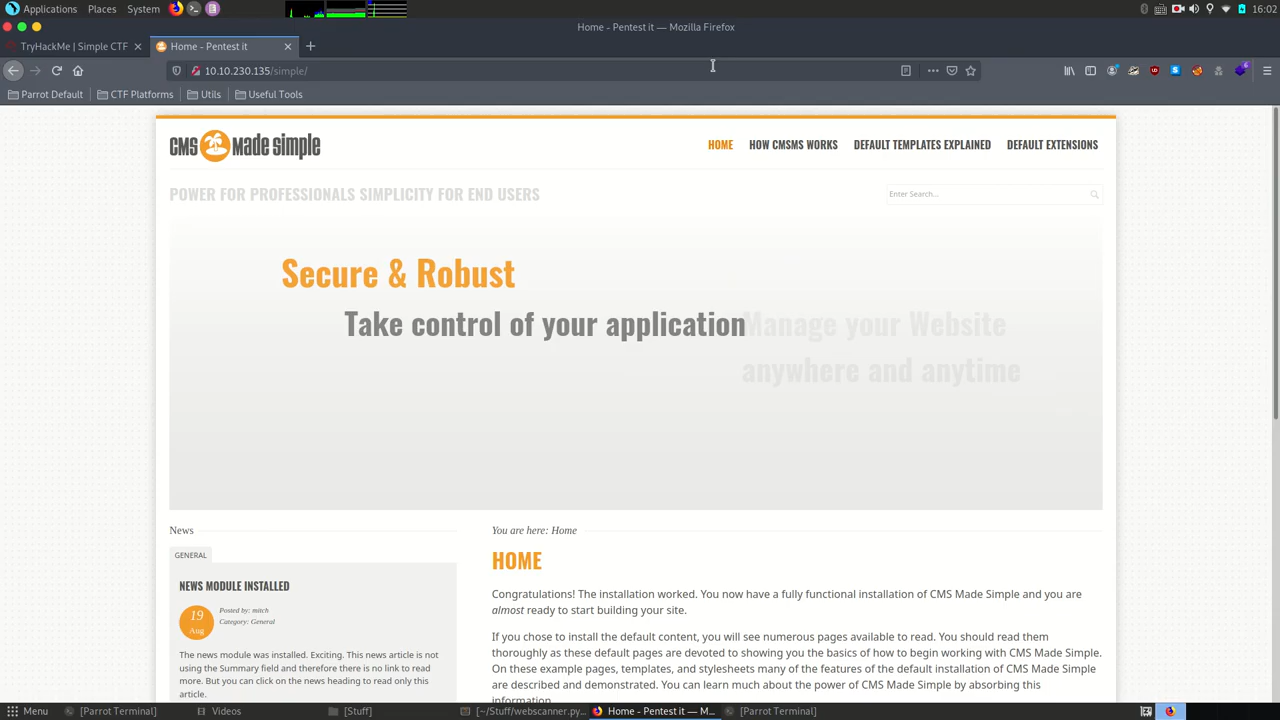 Applications Places System 16:02
Home - Pentest it — Mozilla Firefox
TryHackMe | Simple CTF Home - Pentest it
10.10.230.135/simple/
Parrot Default CTF Platforms Utils Useful Tools
CMS Made Simple
HOME HOW CMSMS WORKS DEFAULT TEMPLATES EXPLAINED DEFAULT EXTENSIONS
POWER FOR PROFESSIONALS SIMPLICITY FOR END USERS
Enter Search...
Secure & Robust
Take control of your application
Manage your Website
anywhere and anytime
News
GENERAL
NEWS MODULE INSTALLED
19
Aug
Posted by: mitch
Category: General
The news module was installed. Exciting. This news article is not
using the Summary field and therefore there is no link to read
more. But you can click on the news heading to read only this
article.
You are here: Home
HOME
Congratulations! The installation worked. You now have a fully functional installation of CMS Made Simple and you are
almost ready to start building your site.
If you chose to install the default content, you will see numerous pages available to read. You should read them
thoroughly as these default pages are devoted to showing you the basics of how to begin working with CMS Made Simple.
On these example pages, templates, and stylesheets many of the features of the default installation of CMS Made Simple
are described and demonstrated. You can learn much about the power of CMS Made Simple by absorbing this
information.
Menu [Parrot Terminal] Videos [Stuff] [~/Stuff/webscanner.py... Home - Pentest it — M... [Parrot Terminal]